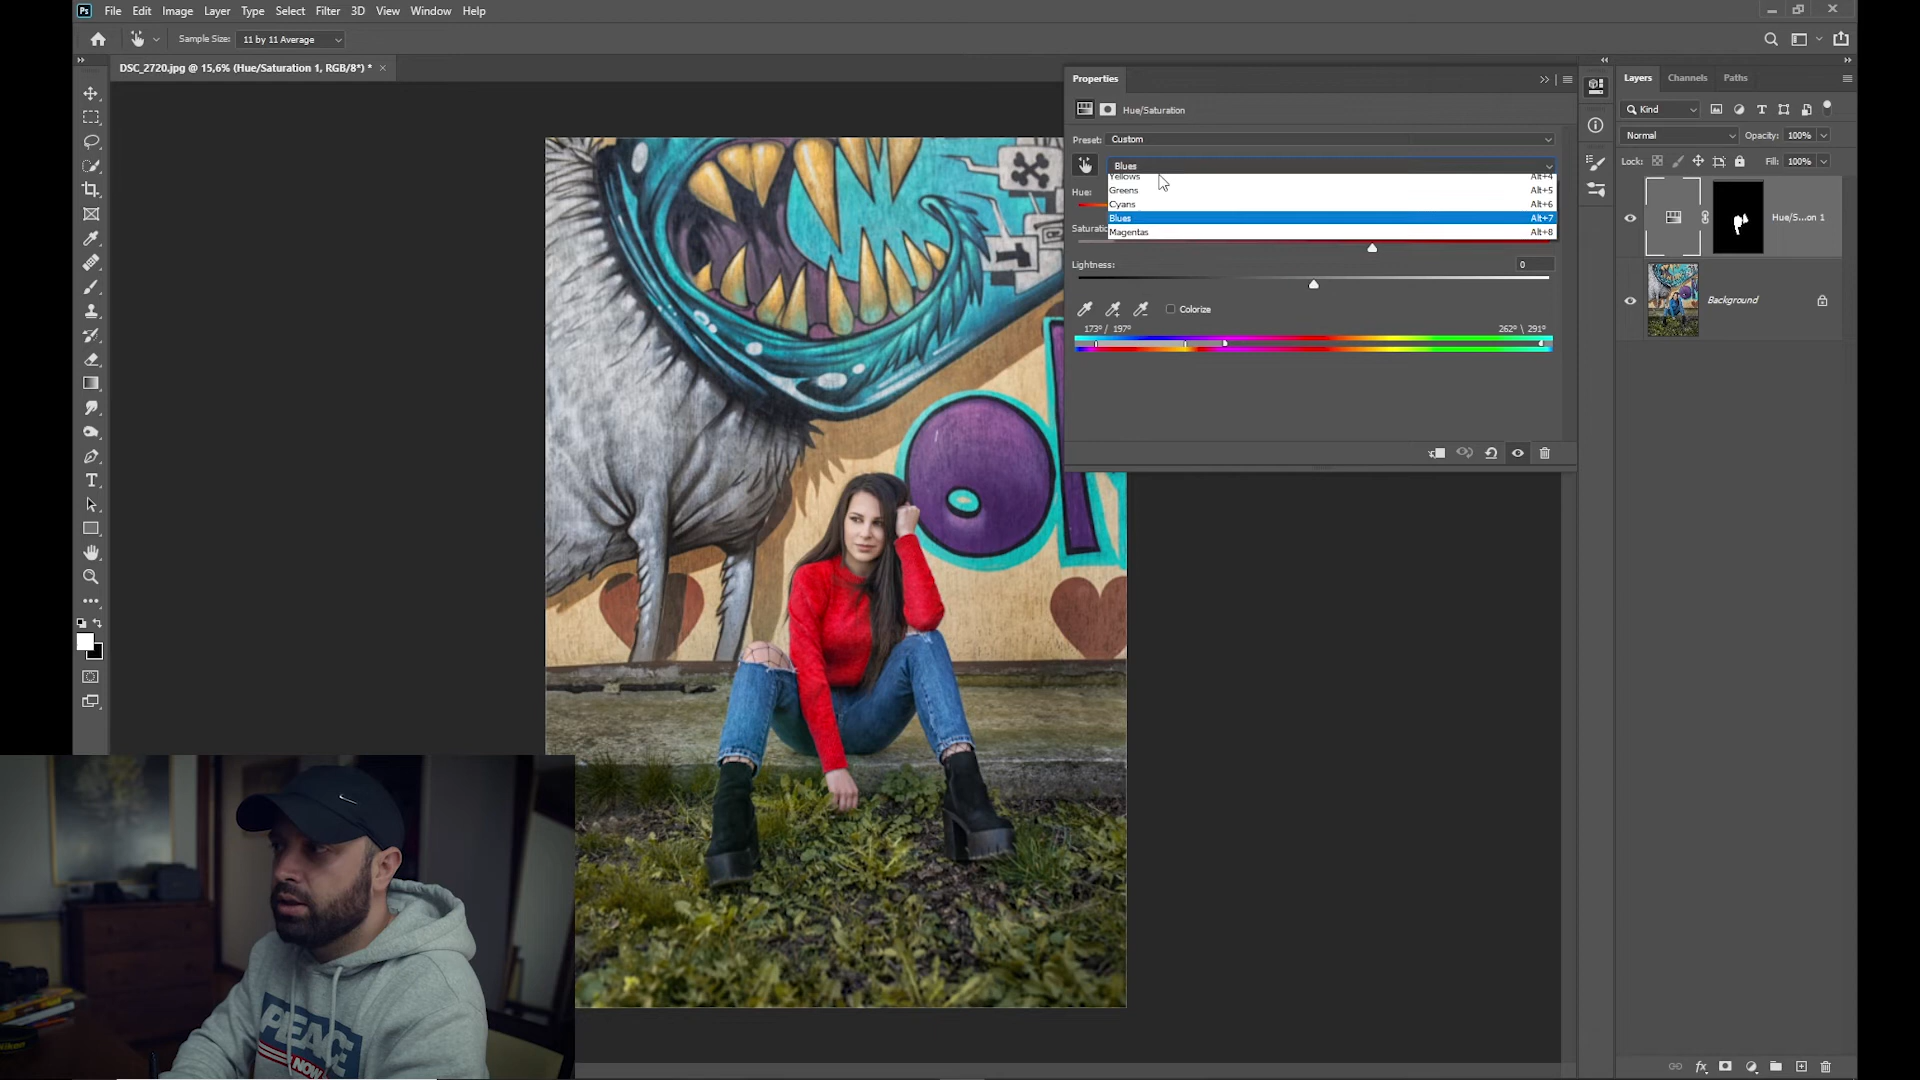 Ps File Edit Image Layer Type Select Filter 3D View Window Help
Sample Size: 11 by 11 Average
DSC_2720.jpg @ 15,6% (Hue/Saturation 1, RGB/8*) *
Properties
Hue/Saturation
Preset: Custom
Blues
Yellows Alt+4
Hue:
Greens Alt+5
Cyans Alt+6
Blues Alt+7
Saturatio
Magentas Alt+8
Lightness: 0
Colorize
173° / 197° 262° \ 291°
Layers Channels Paths
Kind
Normal Opacity: 100%
Lock: Fill: 100%
Hue/S...on 1
Background
PEACE
NOW